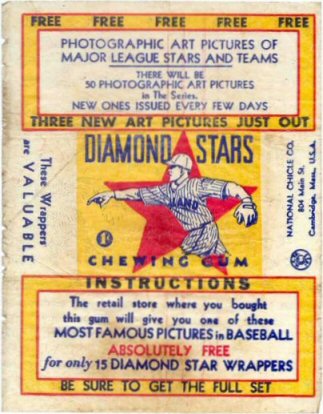 FREE FREE FREE FREE FREE
PHOTOGRAPHIC ART PICTURES OF
MAJOR LEAGUE STARS AND TEAMS
THERE WILL BE
50 PHOTOGRAPHIC ART PICTURES
in The Series.
NEW ONES ISSUED EVERY FEW DAYS
THREE NEW ART PICTURES JUST OUT
These Wrappers
are VALUABLE
DIAMOND STARS
1¢
CHEWING GUM
NATIONAL CHICLE CO.
804 Main St.
Cambridge, Mass., U.S.A.
INSTRUCTIONS
The retail store where you bought
this gum will give you one of these
MOST FAMOUS PICTURES in BASEBALL
ABSOLUTELY FREE
for only 15 DIAMOND STAR WRAPPERS
BE SURE TO GET THE FULL SET